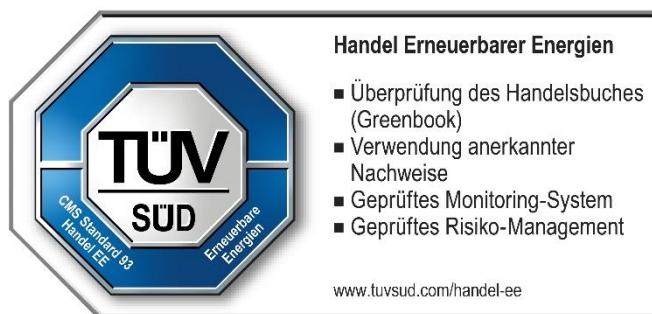 TÜV
SÜD
CMS Standard 93
Handel EE
Erneuerbare
Energien
Handel Erneuerbarer Energien
■ Überprüfung des Handelsbuches
(Greenbook)
■ Verwendung anerkannter
Nachweise
■ Geprüftes Monitoring-System
■ Geprüftes Risiko-Management
www.tuvsud.com/handel-ee